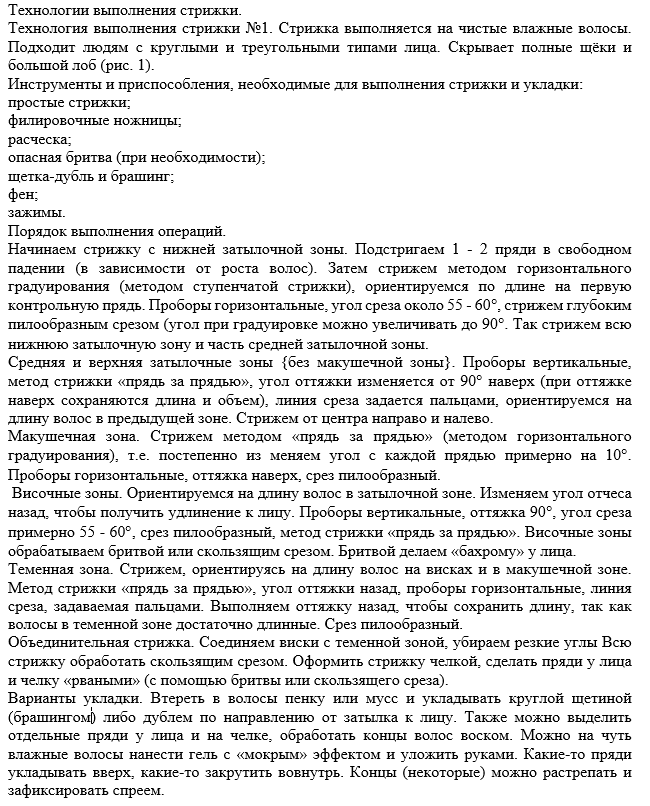 Технологии выполнения стрижки.
Технология выполнения стрижки №1. Стрижка выполняется на чистые влажные волосы.
Подходит людям с круглыми и треугольными типами лица. Скрывает полные щёки и
большой лоб (рис. 1).
Инструменты и приспособления, необходимые для выполнения стрижки и укладки:
простые стрижки;
филировочные ножницы;
расческа;
опасная бритва (при необходимости);
щетка-дубль и брашинг;
фен;
зажимы.
Порядок выполнения операций.
Начинаем стрижку с нижней затылочной зоны. Подстригаем 1 - 2 пряди в свободном
падении (в зависимости от роста волос). Затем стрижем методом горизонтального
градуирования (методом ступенчатой стрижки), ориентируемся по длине на первую
контрольную прядь. Проборы горизонтальные, угол среза около 55 - 60°, стрижем глубоким
пилообразным срезом (угол при градуировке можно увеличивать до 90°. Так стрижем всю
нижнюю затылочную зону и часть средней затылочной зоны.
Средняя и верхняя затылочные зоны {без макушечной зоны}. Проборы вертикальные,
метод стрижки «прядь за прядью», угол оттяжки изменяется от 90° наверх (при оттяжке
наверх сохраняются длина и объем), линия среза задается пальцами, ориентируемся на
длину волос в предыдущей зоне. Стрижем от центра направо и налево.
Макушечная зона. Стрижем методом «прядь за прядью» (методом горизонтального
градуирования), т.е. постепенно из меняем угол с каждой прядью примерно на 10°.
Проборы горизонтальные, оттяжка наверх, срез пилообразный.
Височные зоны. Ориентируемся на длину волос в затылочной зоне. Изменяем угол отчеса
назад, чтобы получить удлинение к лицу. Проборы вертикальные, оттяжка 90°, угол среза
примерно 55 - 60°, срез пилообразный, метод стрижки «прядь за прядью». Височные зоны
обрабатываем бритвой или скользящим срезом. Бритвой делаем «бахрому» у лица.
Теменная зона. Стрижем, ориентируясь на длину волос на висках и в макушечной зоне.
Метод стрижки «прядь за прядью», угол оттяжки назад, проборы горизонтальные, линия
среза, задаваемая пальцами. Выполняем оттяжку назад, чтобы сохранить длину, так как
волосы в теменной зоне достаточно длинные. Срез пилообразный.
Объединительная стрижка. Соединяем виски с теменной зоной, убираем резкие углы Всю
стрижку обработать скользящим срезом. Оформить стрижку челкой, сделать пряди у лица
и челку «рваными» (с помощью бритвы или скользящего среза).
Варианты укладки. Втереть в волосы пенку или мусс и укладывать круглой щетиной
(брашингом) либо дублем по направлению от затылка к лицу. Также можно выделить
отдельные пряди у лица и на челке, обработать концы волос воском. Можно на чуть
влажные волосы нанести гель с «мокрым» эффектом и уложить руками. Какие-то пряди
укладывать вверх, какие-то закрутить вовнутрь. Концы (некоторые) можно растрепать и
зафиксировать спреем.